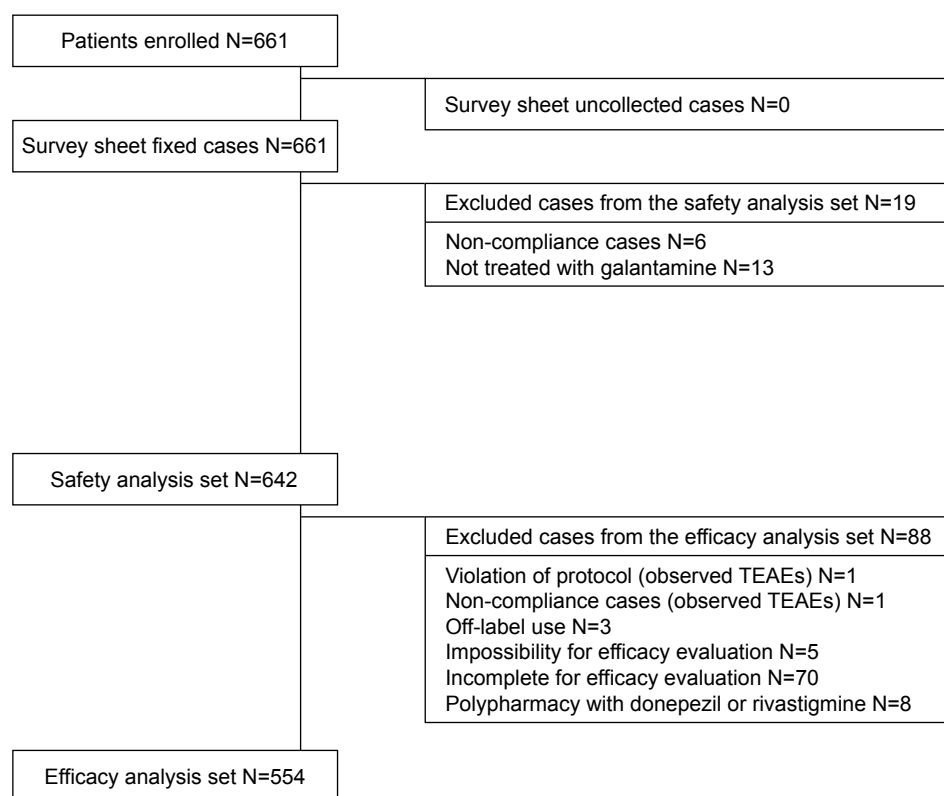 Patients enrolled N=661
Survey sheet uncollected cases N=0
Survey sheet fixed cases N=661
Excluded cases from the safety analysis set N=19
Non-compliance cases N=6
Not treated with galantamine N=13
Safety analysis set N=642
Excluded cases from the efficacy analysis set N=88
Violation of protocol (observed TEAEs) N=1
Non-compliance cases (observed TEAEs) N=1
Off-label use N=3
Impossibility for efficacy evaluation N=5
Incomplete for efficacy evaluation N=70
Polypharmacy with donepezil or rivastigmine N=8
Efficacy analysis set N=554